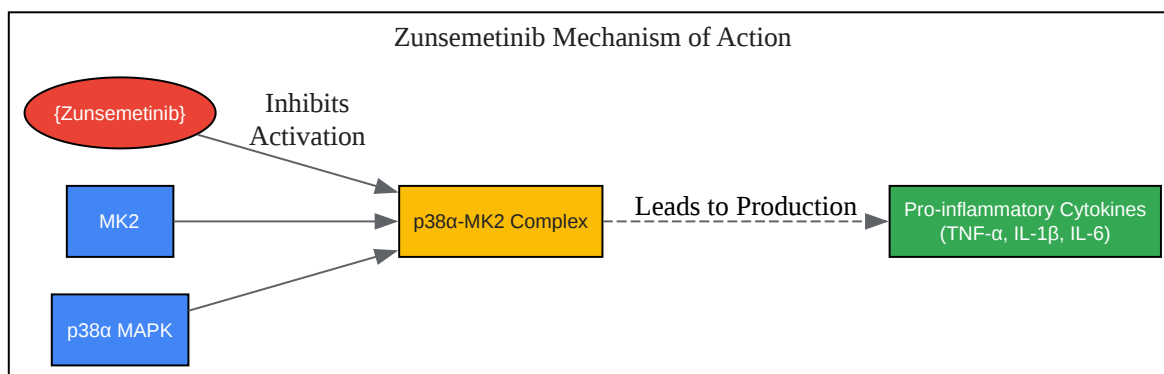 Zunsemetinib Mechanism of Action
{Zunsemetinib}
Inhibits
Activation
MK2
p38α-MK2 Complex
Leads to Production
Pro-inflammatory Cytokines
(TNF-α, IL-1β, IL-6)
p38α MAPK